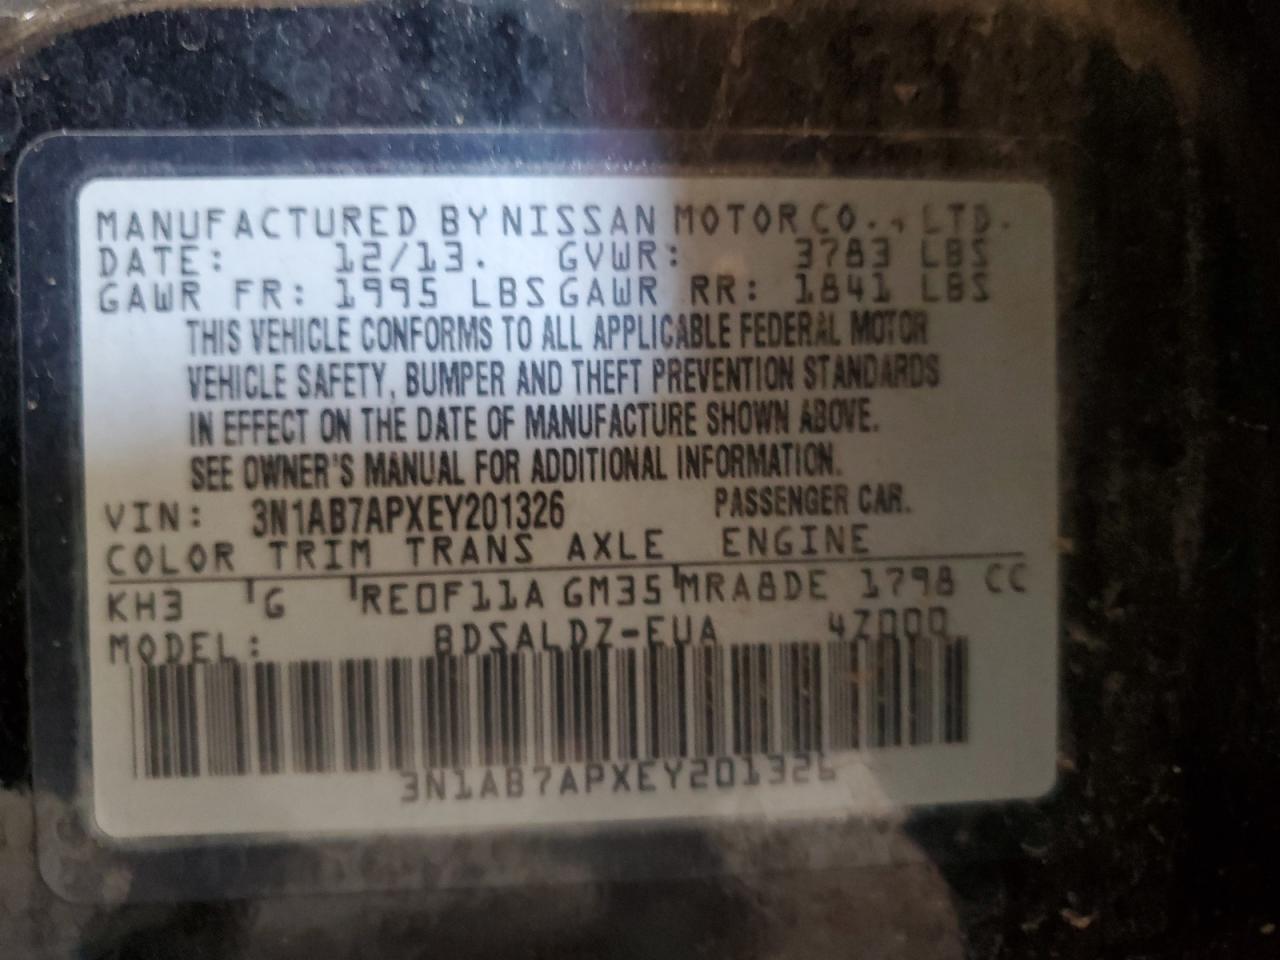 MANUFACTURED BY NISSAN MOTOR CO., LTD.
DATE: 12/13. GVWR: 3783 LBS
GAWR FR: 1995 LBS GAWR RR: 1841 LBS
THIS VEHICLE CONFORMS TO ALL APPLICABLE FEDERAL MOTOR
VEHICLE SAFETY, BUMPER AND THEFT PREVENTION STANDARDS
IN EFFECT ON THE DATE OF MANUFACTURE SHOWN ABOVE.
SEE OWNER'S MANUAL FOR ADDITIONAL INFORMATION.
VIN: 3N1AB7APXEY201326 PASSENGER CAR.
COLOR TRIM TRANS AXLE ENGINE
KH3 G RE0F11A GM35 MRA8DE 1798 CC
MODEL: BDSALDZ-EUA 4Z000
3N1AB7APXEY201326